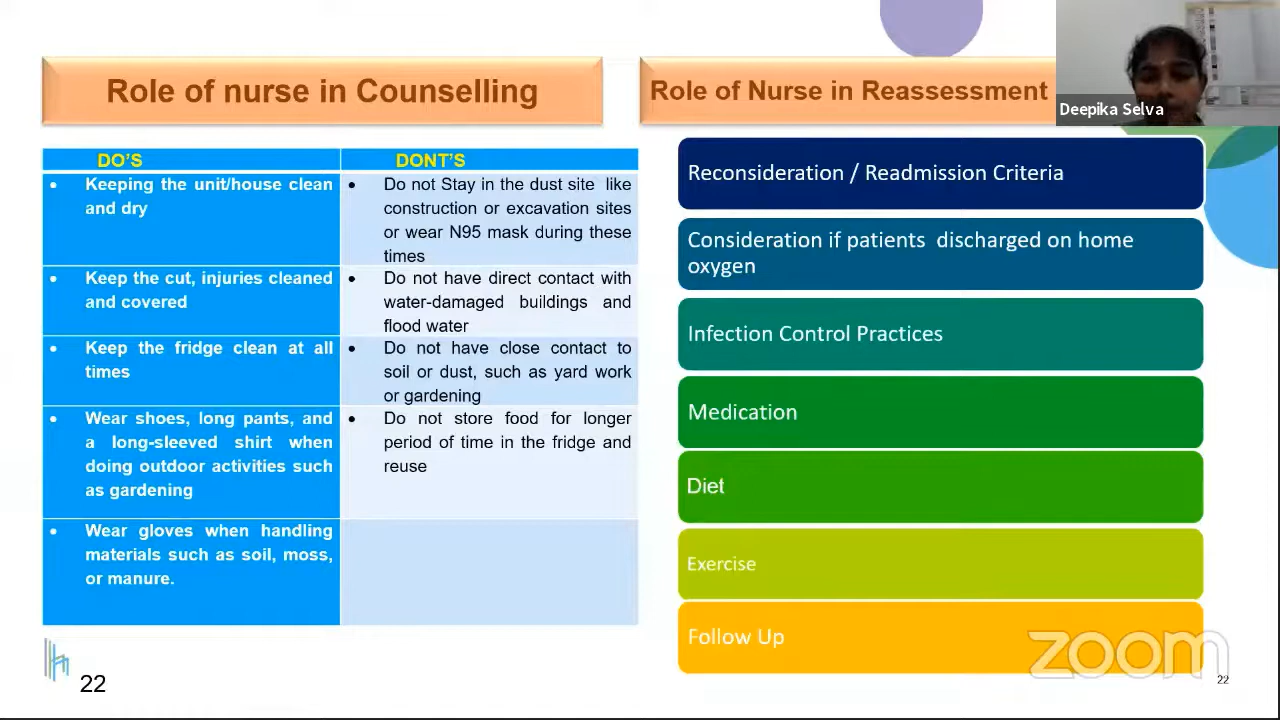 Role of nurse in Counselling
Role of Nurse in Reassessment
Deepika Selva
DO'S
DONT'S
• Keeping the unit/house clean
and dry
• Do not Stay in the dust site like
construction or excavation sites
or wear N95 mask during these
times
• Keep the cut, injuries cleaned
and covered
• Do not have direct contact with
water-damaged buildings and
flood water
• Keep the fridge clean at all
times
• Do not have close contact to
soil or dust, such as yard work
or gardening
• Wear shoes, long pants, and
a long-sleeved shirt when
doing outdoor activities such
as gardening
• Do not store food for longer
period of time in the fridge and
reuse
• Wear gloves when handling
materials such as soil, moss,
or manure.
Reconsideration / Readmission Criteria
Consideration if patients discharged on home
oxygen
Infection Control Practices
Medication
Diet
Exercise
Follow Up
zoom
22
22